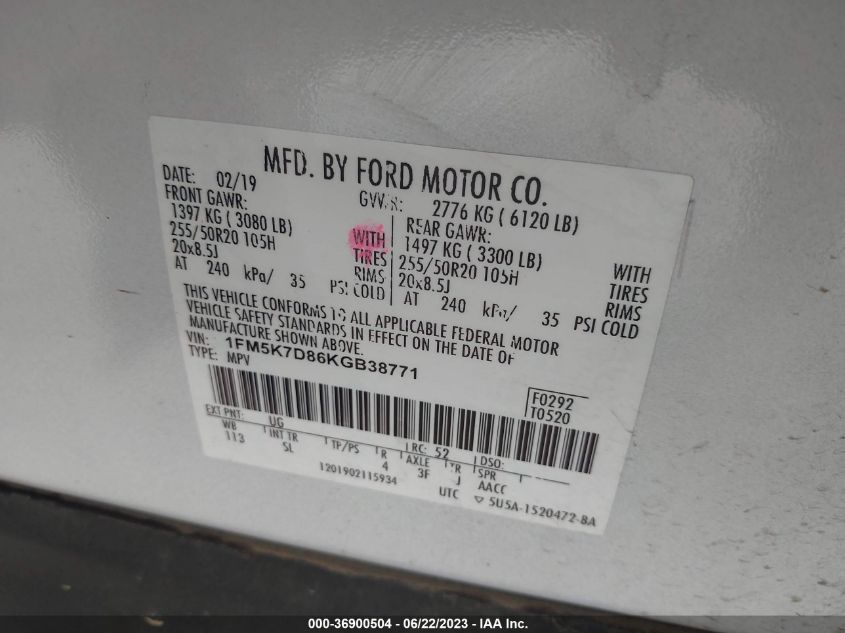 MFD. BY FORD MOTOR CO.
DATE: 02/19 GVWR: 2776 KG ( 6120 LB)
FRONT GAWR: REAR GAWR:
1397 KG ( 3080 LB) WITH 1497 KG ( 3300 LB) WITH
255/50R20 105H TIRES 255/50R20 105H TIRES
20x8.5J RIMS 20x8.5J RIMS
AT 240 kPa/ 35 PSI COLD AT 240 kPa/ 35 PSI COLD
THIS VEHICLE CONFORMS TO ALL APPLICABLE FEDERAL MOTOR
VEHICLE SAFETY STANDARDS IN EFFECT ON THE DATE OF
MANUFACTURE SHOWN ABOVE.
VIN: 1FM5K7D86KGB38771
TYPE: MPV
F0292
T0520
EXT PNT: UG RC: 52 DSO:
WB INT TR TP/PS R AXLE TR SPR
113 SL 4 3F J AACC
1201902115934 UTC ▽ 5U5A-1520472-BA
000-36900504 - 06/22/2023 - IAA Inc.